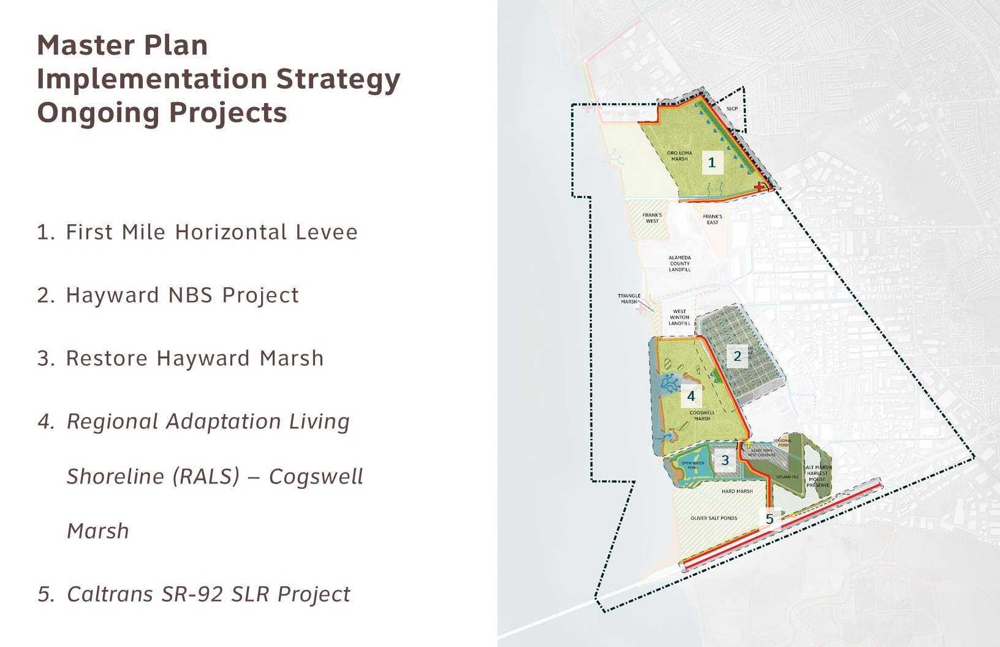 Master Plan
Implementation Strategy
Ongoing Projects
1. First Mile Horizontal Levee
2. Hayward NBS Project
3. Restore Hayward Marsh
4. Regional Adaptation Living
Shoreline (RALS) – Cogswell
Marsh
5. Caltrans SR-92 SLR Project
SLCP
ORO LOMA
MARSH
1
FRANK'S
WEST
FRANK'S
EAST
ALAMEDA
COUNTY
LANDFILL
TRIANGLE
MARSH
WEST
WINTON
LANDFILL
2
4
COGSWELL
MARSH
SEASONAL
POND
LEAST TERN
NEST COLONIES
3
OPEN WATER
POND
UPLAND FILL
SALT MARSH
HARVEST
MOUSE
PRESERVE
HARD MARSH
OLIVER SALT PONDS
5